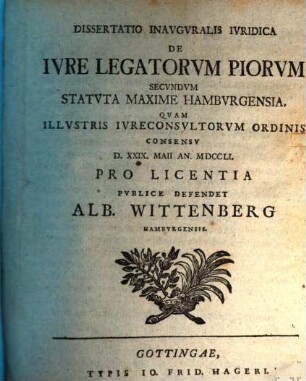 DISSERTATIO INAVGVRALIS IVRIDICA
DE
IVRE LEGATORVM PIORVM
SECVNDVM
STATVTA MAXIME HAMBVRGENSIA.
QVAM
ILLVSTRIS IVRECONSVLTORVM ORDINIS
CONSENSV
D. XXIX. MAII AN. MDCCLI.
PRO LICENTIA
PVBLICE DEFENDET
ALB. WITTENBERG
HAMBVRGENSIS.
GOTTINGAE,
TYPIS IO. FRID. HAGERI.